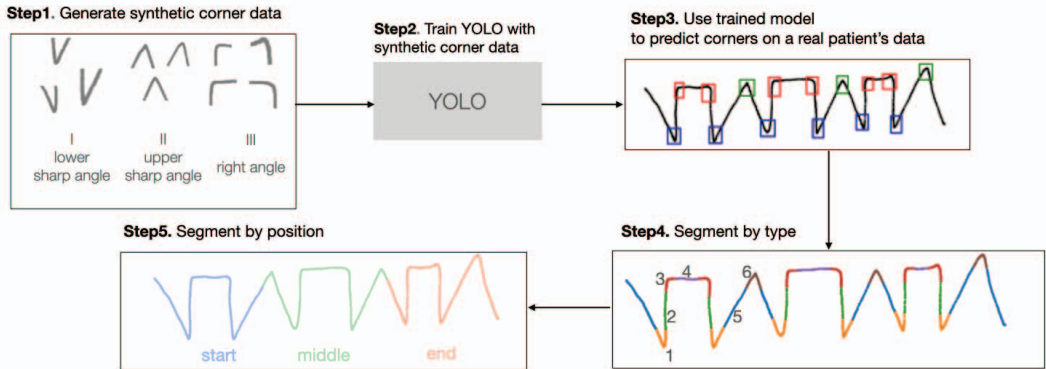 Step1. Generate synthetic corner data
I
lower
sharp angle
II
upper
sharp angle
III
right angle
Step2. Train YOLO with
synthetic corner data
YOLO
Step3. Use trained model
to predict corners on a real patient's data
Step4. Segment by type
3
4
6
2
5
1
Step5. Segment by position
start
middle
end